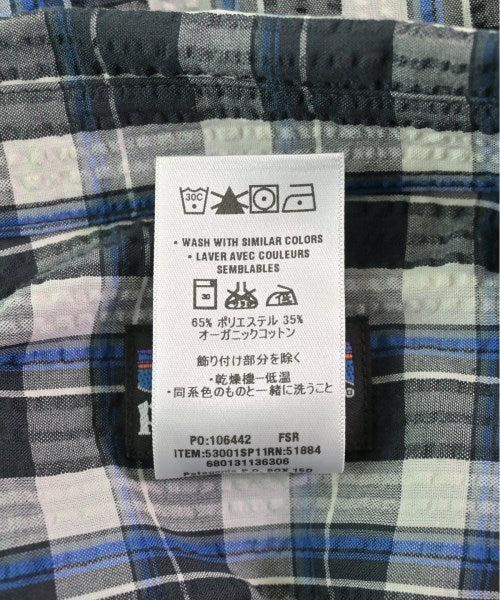 30C
• WASH WITH SIMILAR COLORS
• LAVER AVEC COULEURS
SEMBLABLES
30
65% ポリエステル 35%
オーガニックコットン
飾り付け部分を除く
・乾燥機－低温
・同系色のものと一緒に洗うこと
PO:106442 FSR
ITEM:53001SP11RN:51884
680131136306